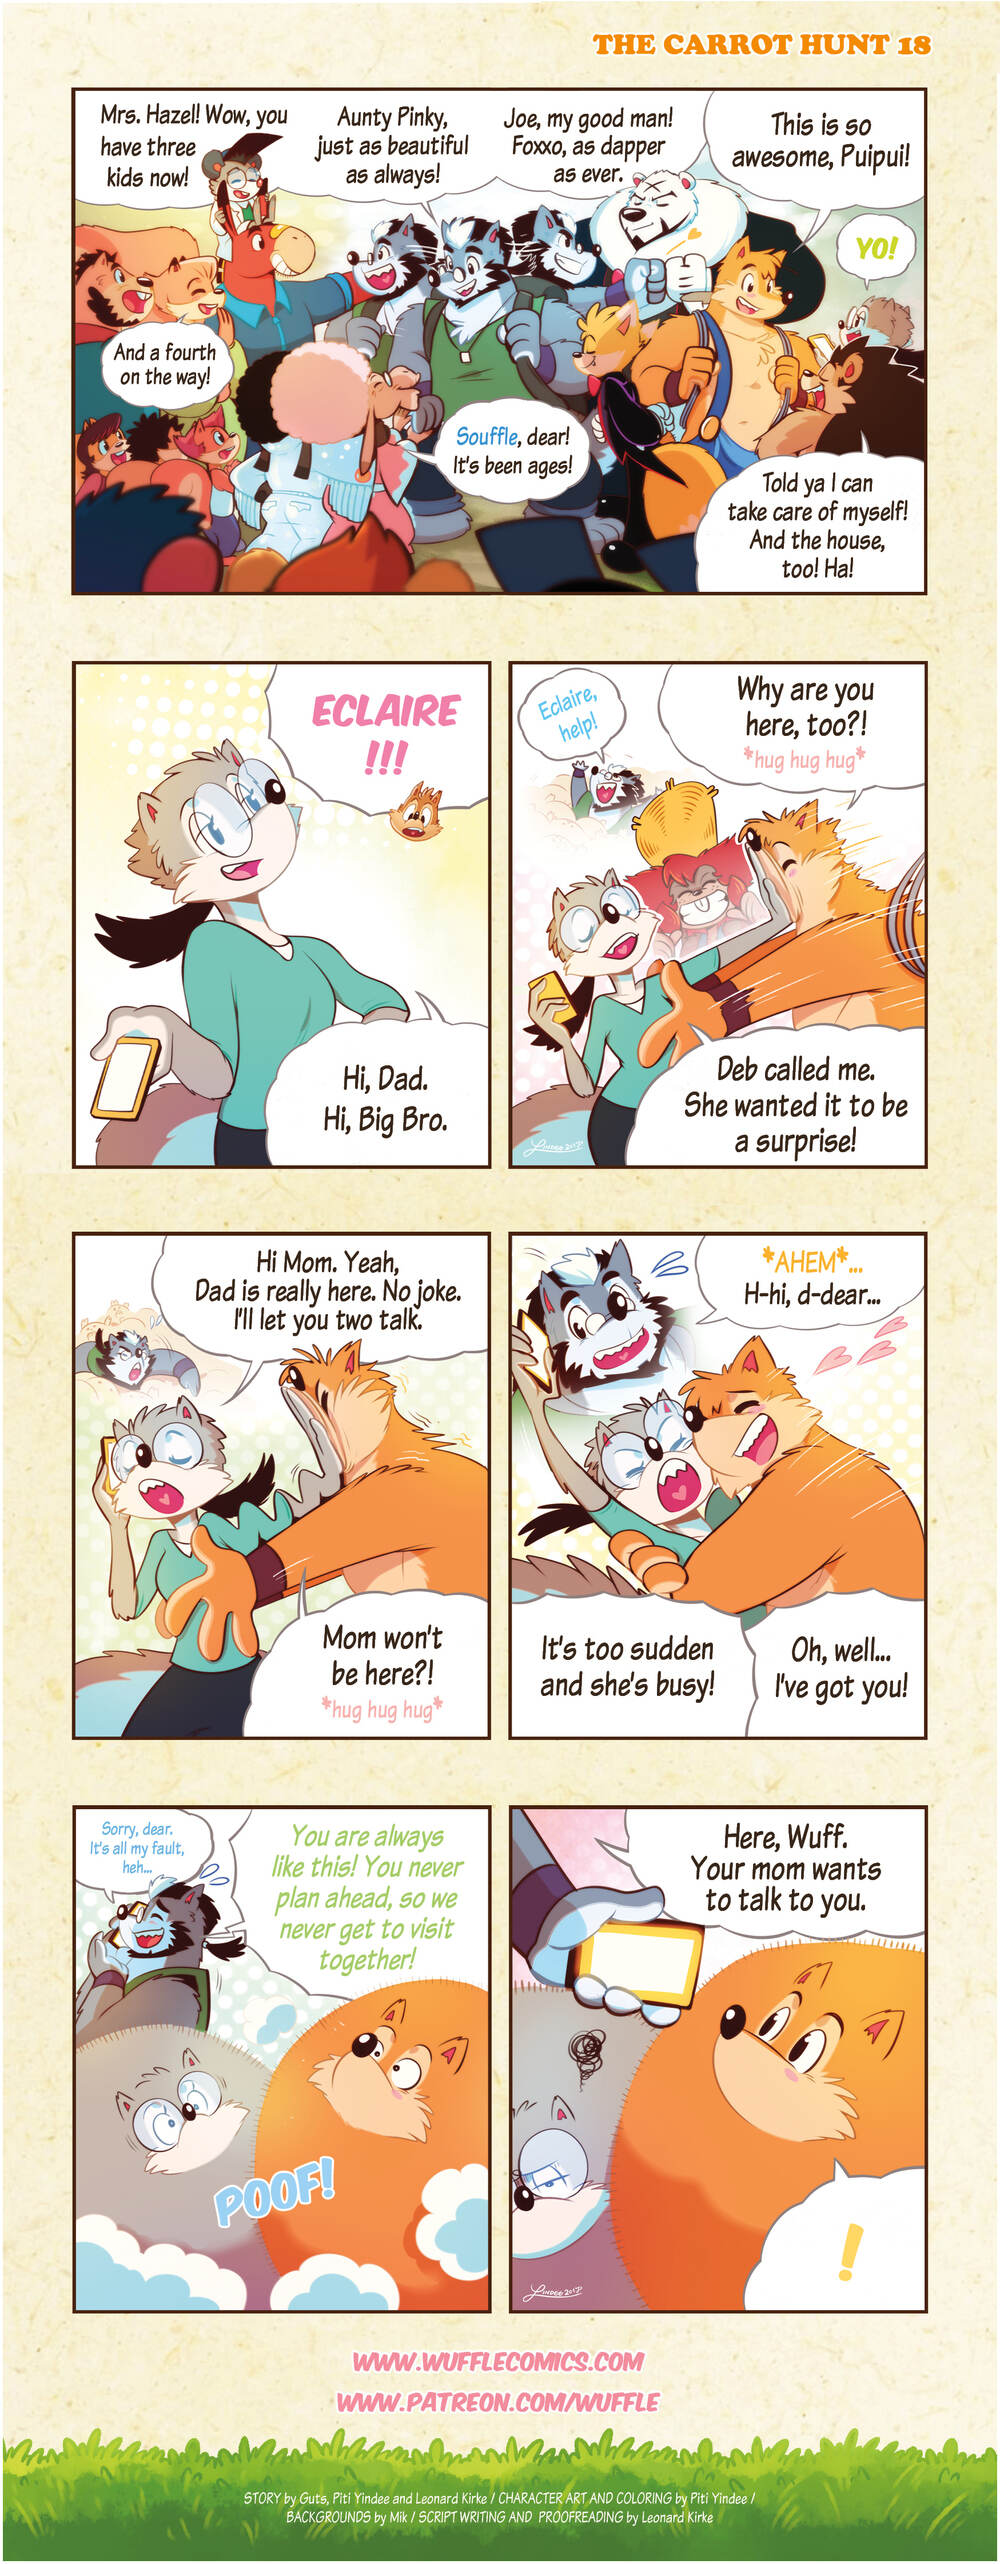 THE CARROT HUNT 18
Mrs. Hazel! Wow, you
have three
kids now!
Aunty Pinky,
just as beautiful
as always!
Joe, my good man!
Foxxo, as dapper
as ever.
This is so
awesome, Puipui!
YO!
And a fourth
on the way!
Souffle, dear!
It's been ages!
Told ya I can
take care of myself!
And the house,
too! Ha!
ECLAIRE
!!!
Hi, Dad.
Hi, Big Bro.
Eclaire,
help!
Why are you
here, too?!
*hug hug hug*
Deb called me.
She wanted it to be
a surprise!
Yindee 2017
Hi Mom. Yeah,
Dad is really here. No joke.
I'll let you two talk.
Mom won't
be here?!
*hug hug hug*
*AHEM*...
H-hi, d-dear...
It's too sudden
and she's busy!
Oh, well...
I've got you!
Sorry, dear.
It's all my fault,
heh...
You are always
like this! You never
plan ahead, so we
never get to visit
together!
POOF!
Here, Wuff.
Your mom wants
to talk to you.
!
Yindee 2017
WWW.WUFFLECOMICS.COM
WWW.PATREON.COM/WUFFLE
STORY by Guts, Piti Yindee and Leonard Kirke / CHARACTER ART AND COLORING by Piti Yindee /
BACKGROUNDS by Mik / SCRIPT WRITING AND PROOFREADING by Leonard Kirke